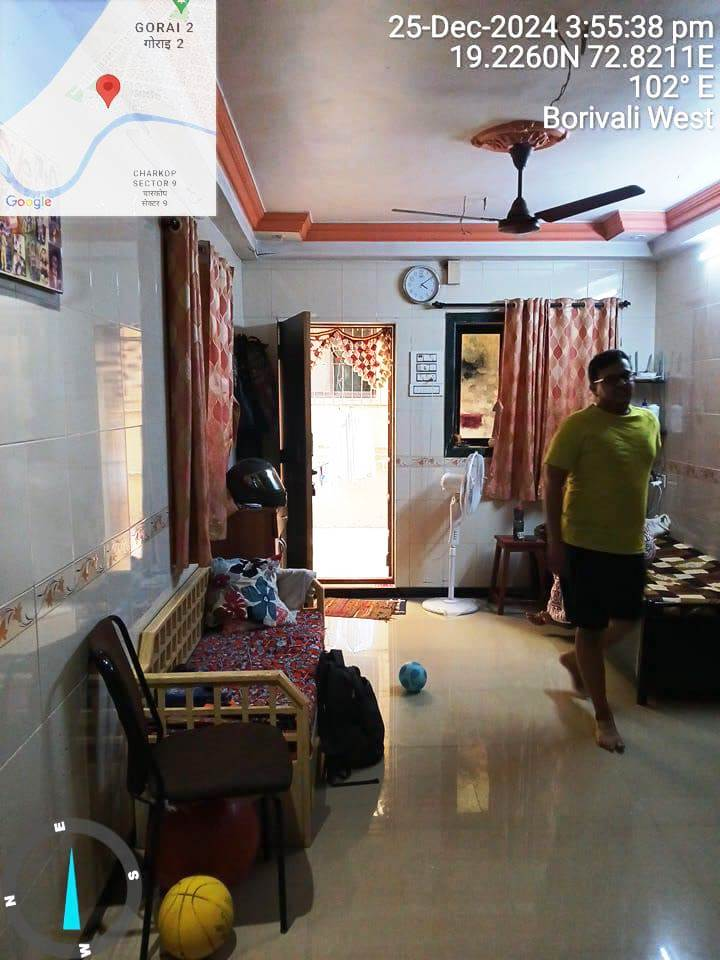 GORAI 2
गोराइ 2
CHARKOP
SECTOR 9
चारकोप
सेक्टर 9
Google
25-Dec-2024 3:55:38 pm
19.2260N 72.8211E
102° E
Borivali West
E
N
S
W